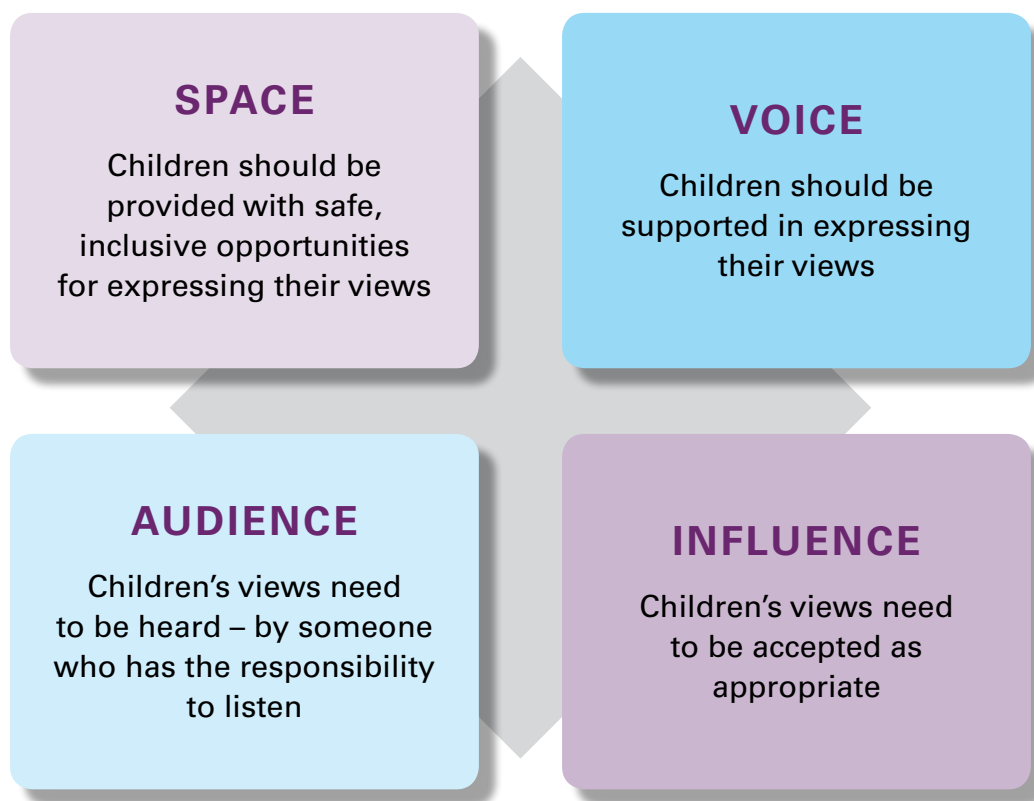 SPACE
Children should be
provided with safe,
inclusive opportunities
for expressing their views
VOICE
Children should be
supported in expressing
their views
AUDIENCE
Children’s views need
to be heard – by someone
who has the responsibility
to listen
INFLUENCE
Children’s views need
to be accepted as
appropriate